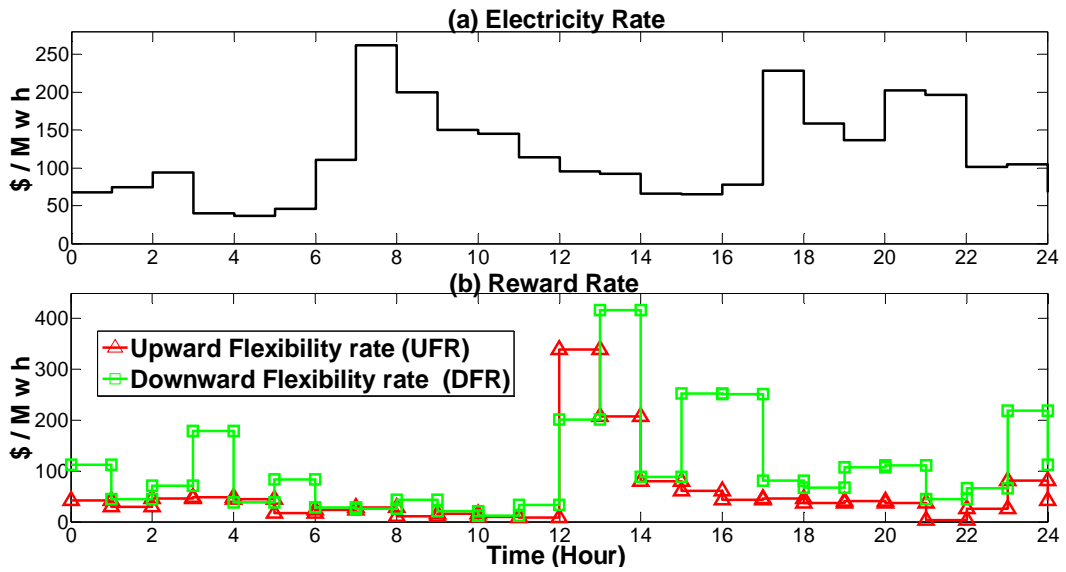 (a) Electricity Rate
$ / M w h
250
200
150
100
50
0
0 2 4 6 8 10 12 14 16 18 20 22 24
(b) Reward Rate
$ / M w h
400
300
200
100
0
Upward Flexibility rate (UFR)
Downward Flexibility rate (DFR)
0 2 4 6 8 10 12 14 16 18 20 22 24
Time (Hour)